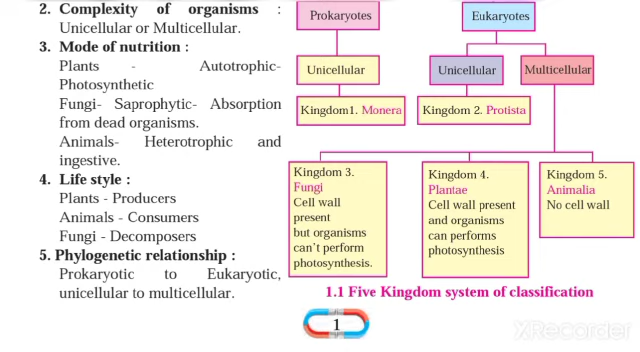 2. Complexity of organisms :
Unicellular or Multicellular.
3. Mode of nutrition :
Plants - Autotrophic-
Photosynthetic
Fungi- Saprophytic- Absorption
from dead organisms.
Animals- Heterotrophic and
ingestive.
4. Life style :
Plants - Producers
Animals - Consumers
Fungi - Decomposers
5. Phylogenetic relationship :
Prokaryotic to Eukaryotic,
unicellular to multicellular.
Prokaryotes
Eukaryotes
Unicellular
Unicellular
Multicellular
Kingdom1. Monera
Kingdom 2. Protista
Kingdom 3.
Fungi
Cell wall
present
but organisms
can't perform
photosynthesis.
Kingdom 4.
Plantae
Cell wall present
and organisms
can performs
photosynthesis
Kingdom 5.
Animalia
No cell wall
1.1 Five Kingdom system of classification
1
XRecorder